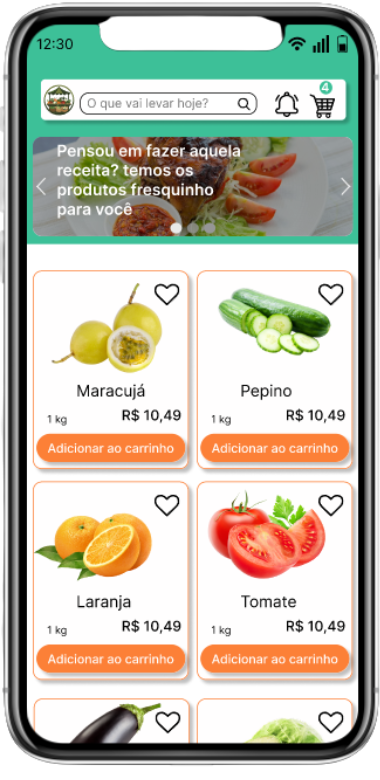 12:30
O que vai levar hoje?
4
Pensou em fazer aquela
receita? temos os
produtos fresquinho
para você
Maracujá
1 kg
R$ 10,49
Adicionar ao carrinho
Pepino
1 kg
R$ 10,49
Adicionar ao carrinho
Laranja
1 kg
R$ 10,49
Adicionar ao carrinho
Tomate
1 kg
R$ 10,49
Adicionar ao carrinho